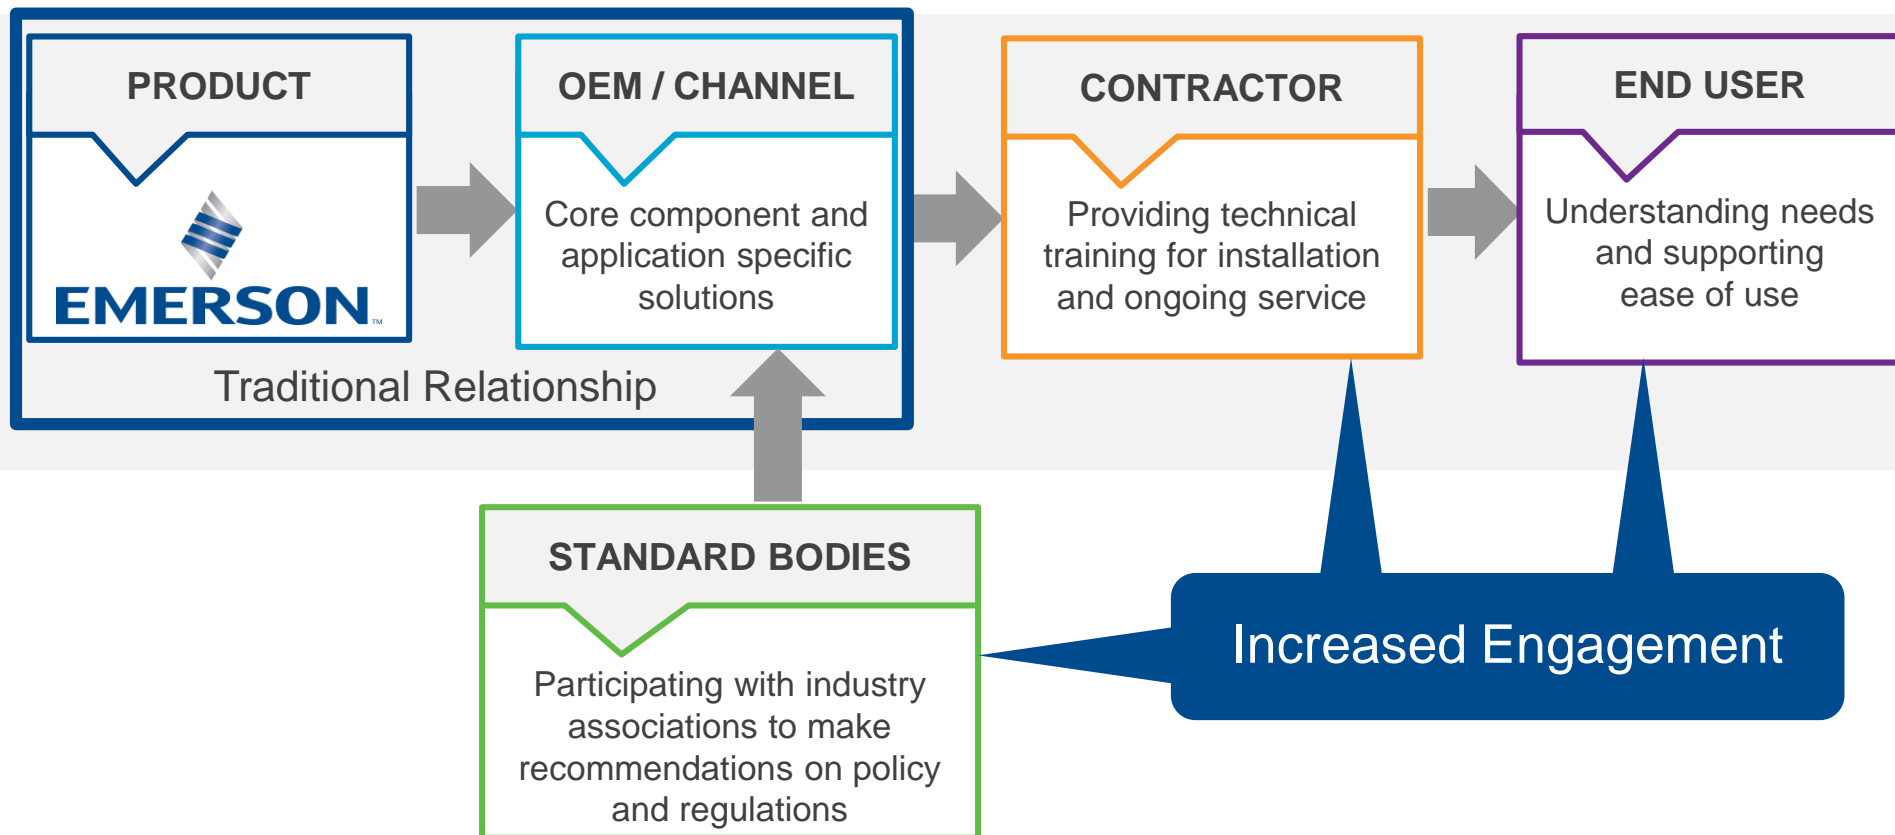 PRODUCT
EMERSON™
OEM / CHANNEL
Core component and
application specific
solutions
Traditional Relationship
CONTRACTOR
Providing technical
training for installation
and ongoing service
END USER
Understanding needs
and supporting
ease of use
STANDARD BODIES
Participating with industry
associations to make
recommendations on policy
and regulations
Increased Engagement